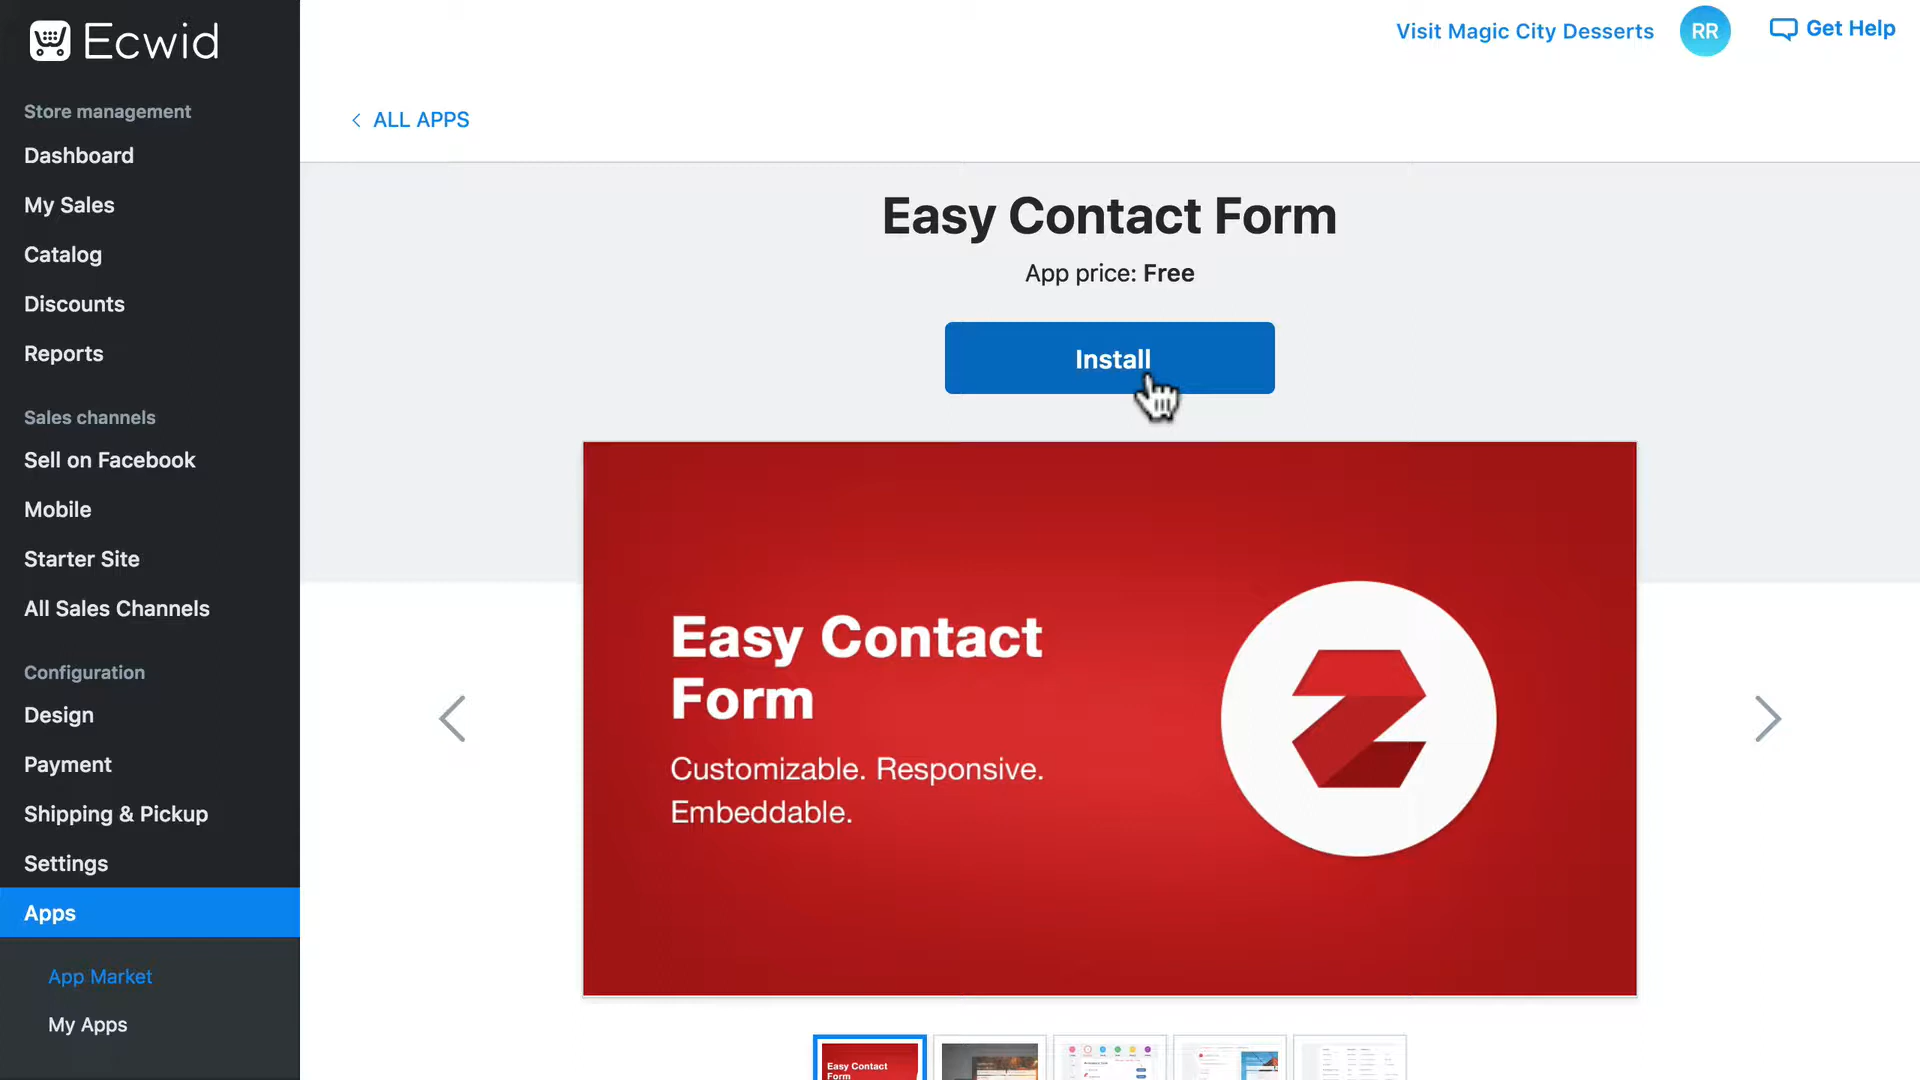 Ecwid
Visit Magic City Desserts
RR
Get Help
Store management
Dashboard
My Sales
Catalog
Discounts
Reports
Sales channels
Sell on Facebook
Mobile
Starter Site
All Sales Channels
Configuration
Design
Payment
Shipping & Pickup
Settings
Apps
App Market
My Apps
ALL APPS
Easy Contact Form
App price: Free
Install
Easy Contact
Form
Customizable. Responsive.
Embeddable.
Easy Contact
Form